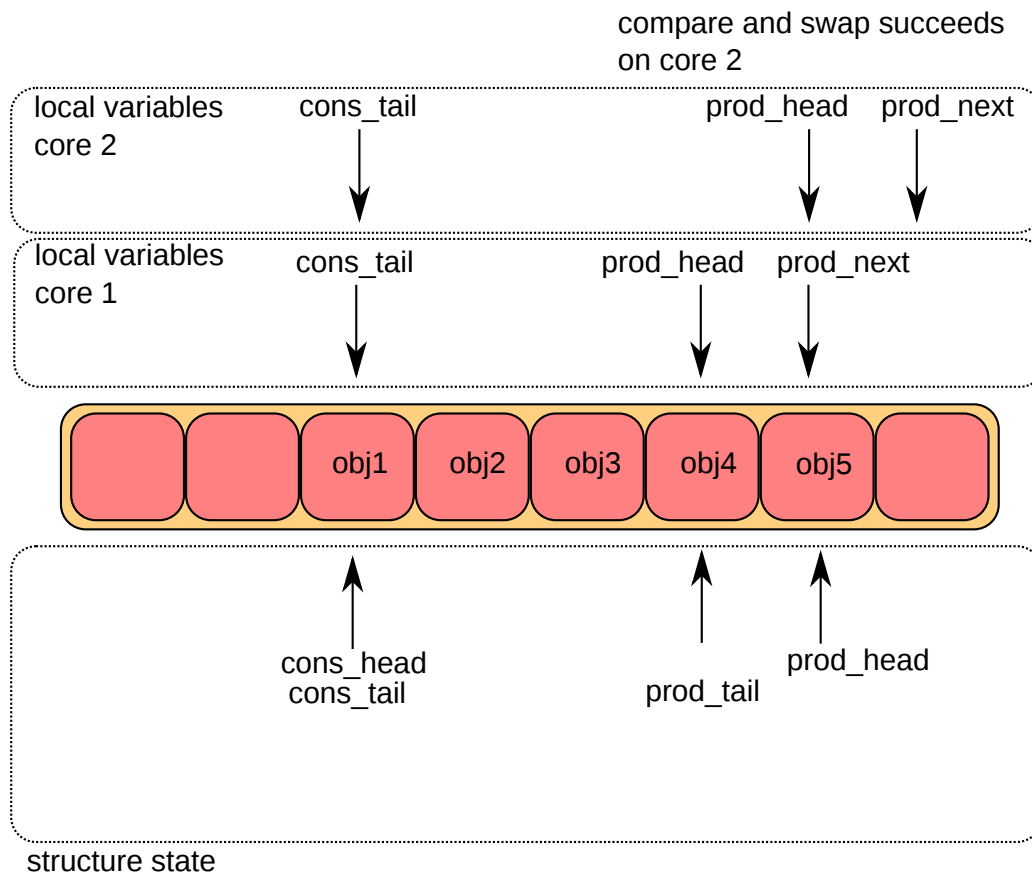 compare and swap succeeds
on core 2
local variables
core 2
cons_tail
prod_head
prod_next
local variables
core 1
cons_tail
prod_head
prod_next
obj1
obj2
obj3
obj4
obj5
cons_head
cons_tail
prod_tail
prod_head
structure state